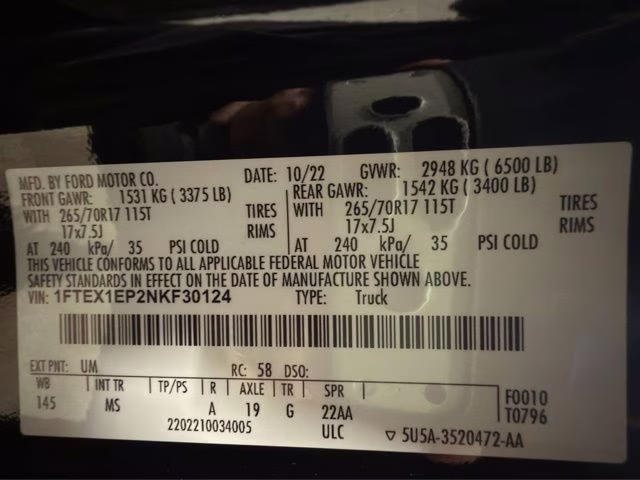 MFD. BY FORD MOTOR CO. DATE: 10/22 GVWR: 2948 KG ( 6500 LB)
FRONT GAWR: 1531 KG ( 3375 LB) REAR GAWR: 1542 KG ( 3400 LB)
WITH 265/70R17 115T TIRES WITH 265/70R17 115T TIRES
17x7.5J RIMS 17x7.5J RIMS
AT 240 kPa/ 35 PSI COLD AT 240 kPa/ 35 PSI COLD
THIS VEHICLE CONFORMS TO ALL APPLICABLE FEDERAL MOTOR VEHICLE
SAFETY STANDARDS IN EFFECT ON THE DATE OF MANUFACTURE SHOWN ABOVE.
VIN: 1FTEX1EP2NKF30124 TYPE: Truck
EXT PNT: UM RC: 58 DSO:
WB INT TR TP/PS R AXLE TR SPR F0010
145 MS A 19 G 22AA T0796
2202210034005 ULC ▽ 5U5A-3520472-AA